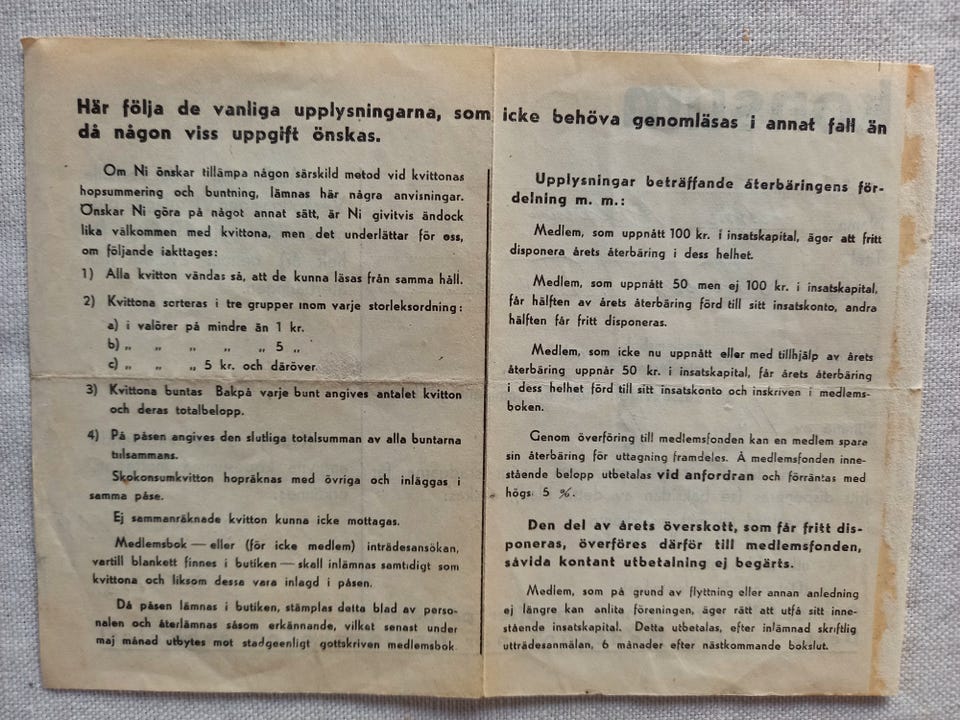 Här följa de vanliga upplysningarna, som icke behöva genomläsas i annat fall än
då någon viss uppgift önskas.
Om Ni önskar tillämpa någon särskild metod vid kvittonas
hopsummering och buntning, lämnas här några anvisningar.
Önskar Ni göra på något annat sätt, är Ni givitvis ändock
lika välkommen med kvittona, men det underlättar för oss,
om följande iakttages:
1) Alla kvitton vändas så, att de kunna läsas från samma håll.
2) Kvittona sorteras i tre grupper inom varje storleksordning:
a) i valörer på mindre än 1 kr.
b) „ „ „ „ „ 5 „
c) „ „ „ 5 kr. och däröver
3) Kvittona buntas Bakpå varje bunt angives antalet kvitton
och deras totalbelopp.
4) På påsen angives den slutliga totalsumman av alla buntarna
tillsammans.
Skokonsumkvitton hopräknas med övriga och inläggas i
samma påse.
Ej sammanräknade kvitton kunna icke mottagas.
Medlemsbok — eller (för icke medlem) inträdesansökan,
vartill blankett finnes i butiken — skall inlämnas samtidigt som
kvittona och liksom dessa vara inlagd i påsen.
Då påsen lämnas i butiken, stämplas detta blad av perso-
nalen och återlämnas såsom erkännande, vilket senast under
maj månad utbytes mot stadgeenligt gottskriven medlemsbok
Upplysningar beträffande återbäringens för-
delning m. m.:
Medlem, som uppnått 100 kr. i insatskapital, äger att fritt
disponera årets återbäring i dess helhet.
Medlem, som uppnått 50 men ej 100 kr. i insatskapital,
får hälften av årets återbäring förd till sitt insatskonto, andra
hälften får fritt disponeras.
Medlem, som icke nu uppnått eller med tillhjälp av årets
återbäring uppnår 50 kr. i insatskapital, får årets återbäring
i dess helhet förd till sitt insatskonto och inskriven i medlems-
boken.
Genom överföring till medlemsfonden kan en medlem spara
sin återbäring för uttagning framdeles. Å medlemsfonden inne-
stående belopp utbetalas vid anfordran och förräntas med
högst 5 %.
Den del av årets överskott, som får fritt dis-
poneras, överföres därför till medlemsfonden,
såvida kontant utbetalning ej begärts.
Medlem, som på grund av flyttning eller annan anledning
ej längre kan anlita föreningen, äger rätt att utfå sitt inne-
stående insatskapital. Detta utbetalas, efter inlämnad skriftlig
utträdesanmälan, 6 månader efter nästkommande bokslut.